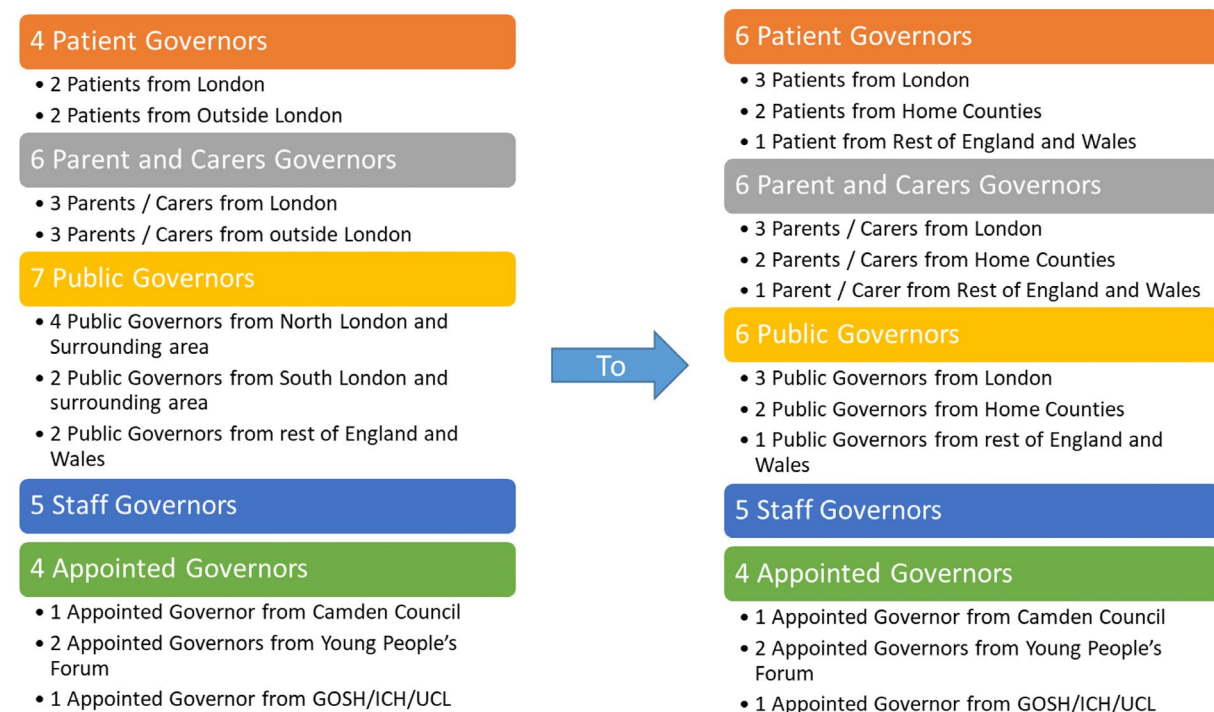 4 Patient Governors
• 2 Patients from London
• 2 Patients from Outside London
6 Parent and Carers Governors
• 3 Parents / Carers from London
• 3 Parents / Carers from outside London
7 Public Governors
• 4 Public Governors from North London and
Surrounding area
• 2 Public Governors from South London and
surrounding area
• 2 Public Governors from rest of England and
Wales
5 Staff Governors
4 Appointed Governors
• 1 Appointed Governor from Camden Council
• 2 Appointed Governors from Young People’s
Forum
• 1 Appointed Governor from GOSH/ICH/UCL
To
6 Patient Governors
• 3 Patients from London
• 2 Patients from Home Counties
• 1 Patient from Rest of England and Wales
6 Parent and Carers Governors
• 3 Parents / Carers from London
• 2 Parents / Carers from Home Counties
• 1 Parent / Carer from Rest of England and Wales
6 Public Governors
• 3 Public Governors from London
• 2 Public Governors from Home Counties
• 1 Public Governors from rest of England and
Wales
5 Staff Governors
4 Appointed Governors
• 1 Appointed Governor from Camden Council
• 2 Appointed Governors from Young People’s
Forum
• 1 Appointed Governor from GOSH/ICH/UCL